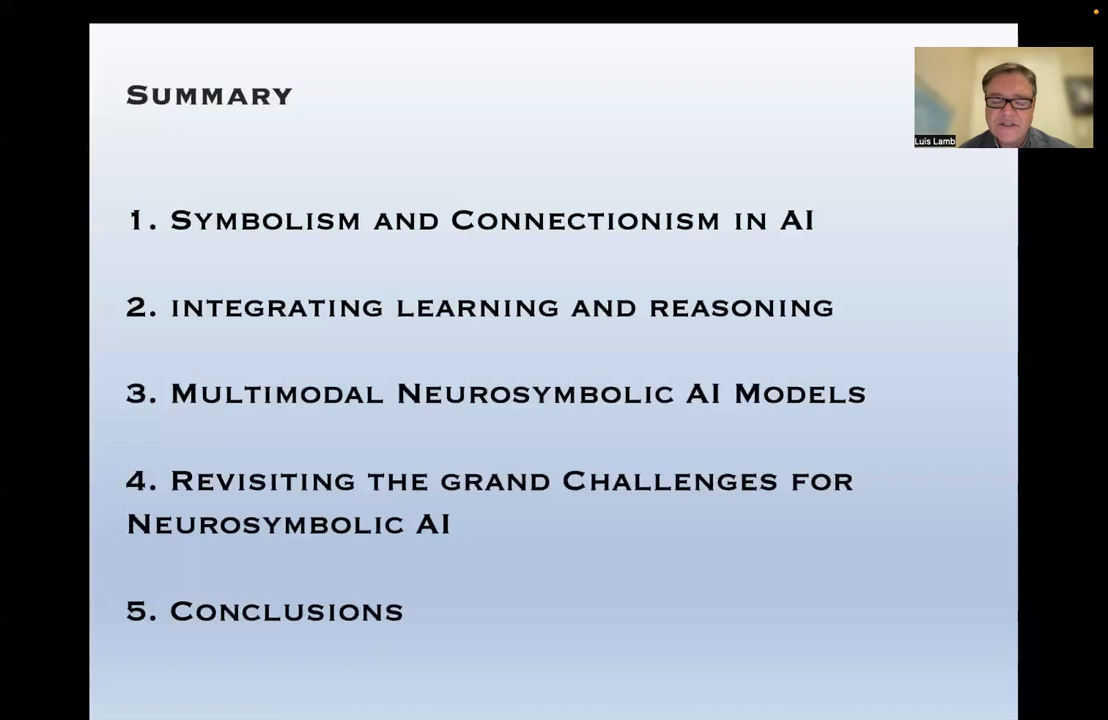 Summary
1. Symbolism and Connectionism in AI
2. integrating learning and reasoning
3. Multimodal Neurosymbolic AI Models
4. Revisiting the grand Challenges for
Neurosymbolic AI
5. Conclusions
Luis Lamb